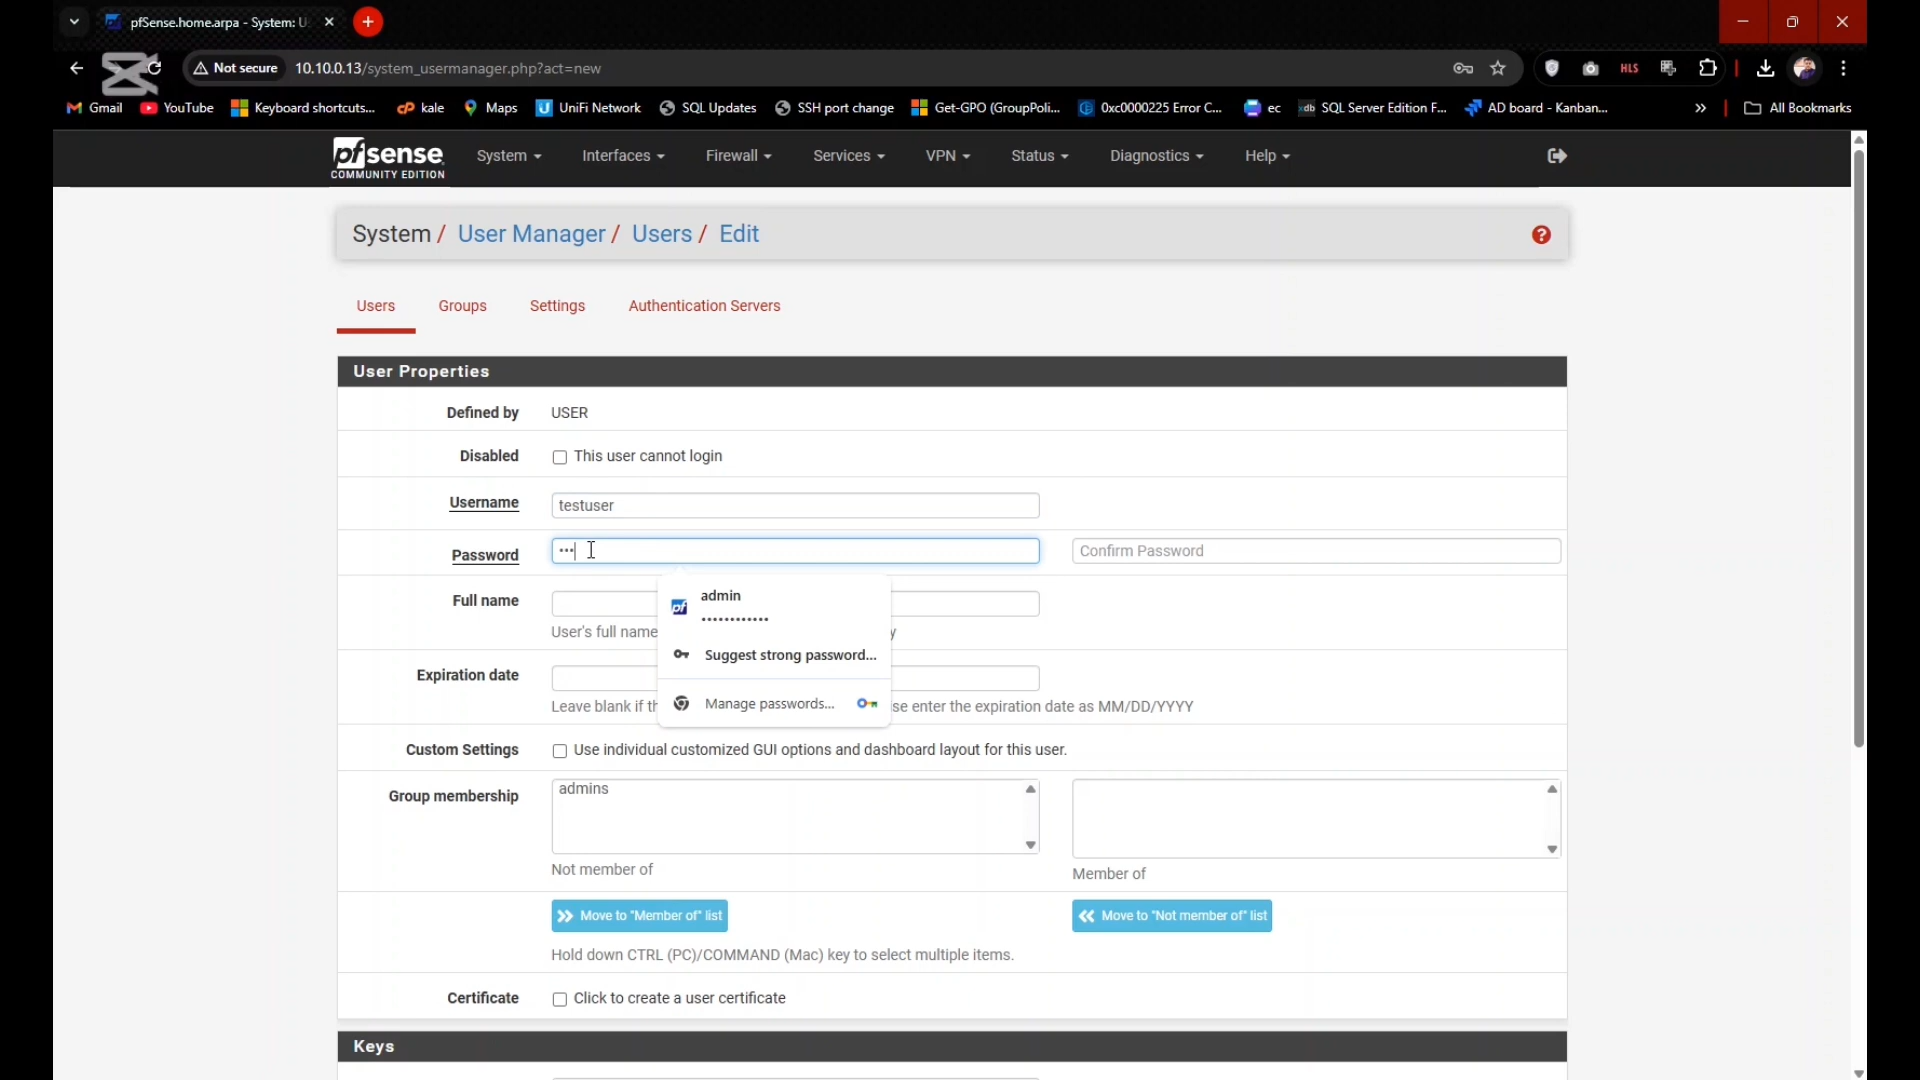 pfSense.home.arpa - System: U
Not secure
10.10.0.13/system_usermanager.php?act=new
HLS
Gmail
YouTube
Keyboard shortcuts...
kale
Maps
UniFi Network
SQL Updates
SSH port change
Get-GPO (GroupPoli...
0xc0000225 Error C...
ec
SQL Server Edition F...
AD board - Kanban...
»
All Bookmarks
pfsense
COMMUNITY EDITION
System
Interfaces
Firewall
Services
VPN
Status
Diagnostics
Help
System / User Manager / Users / Edit
Users
Groups
Settings
Authentication Servers
User Properties
Defined by
USER
Disabled
This user cannot login
Username
testuser
Password
•••
Confirm Password
admin
••••••••••••
Suggest strong password...
Manage passwords...
Full name
User's full name
Expiration date
Leave blank if
se enter the expiration date as MM/DD/YYYY
Custom Settings
Use individual customized GUI options and dashboard layout for this user.
Group membership
admins
Not member of
Member of
Move to "Member of" list
Move to "Not member of" list
Hold down CTRL (PC)/COMMAND (Mac) key to select multiple items.
Certificate
Click to create a user certificate
Keys